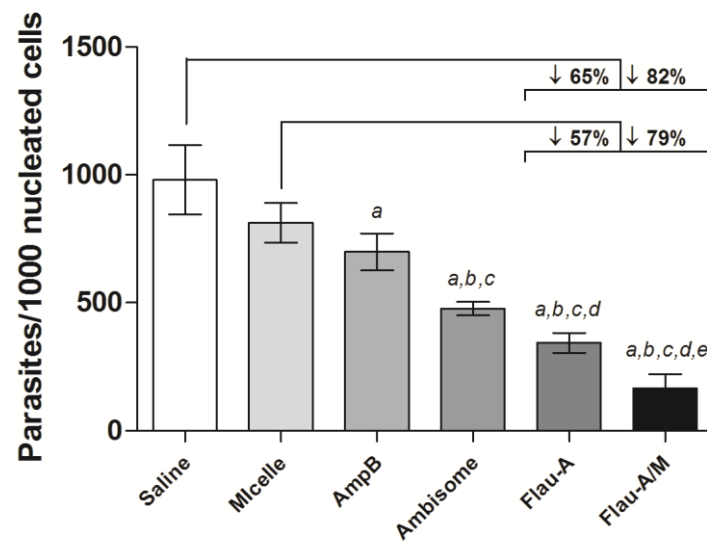 Parasites/1000 nucleated cells
1500
1000
500
0
↓ 65% ↓ 82%
↓ 57% ↓ 79%
a
a,b,c
a,b,c,d
a,b,c,d,e
Saline
MIcelle
AmpB
Ambisome
Flau-A
Flau-A/M